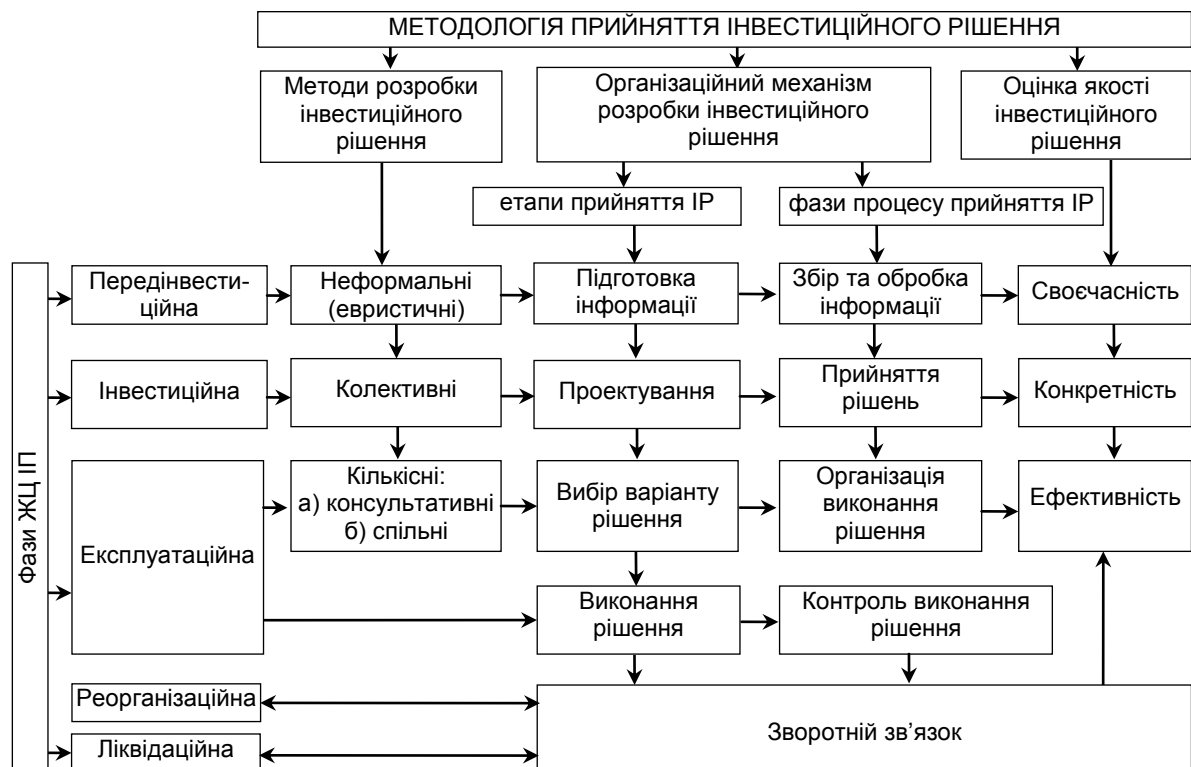 МЕТОДОЛОГІЯ ПРИЙНЯТТЯ ІНВЕСТИЦІЙНОГО РІШЕННЯ
Методи розробки
інвестиційного
рішення
Організаційний механізм
розробки інвестиційного
рішення
Оцінка якості
інвестиційного
рішення
етапи прийняття ІР
фази процесу прийняття ІР
Фази ЖЦ ІП
Передінвести-
ційна
Неформальні
(евристичні)
Підготовка
інформації
Збір та обробка
інформації
Своєчасність
Інвестиційна
Колективні
Проектування
Прийняття
рішень
Конкретність
Експлуатаційна
Кількісні:
а) консультативні
б) спільні
Вибір варіанту
рішення
Організація
виконання
рішення
Ефективність
Виконання
рішення
Контроль виконання
рішення
Реорганізаційна
Ліквідаційна
Зворотній зв’язок